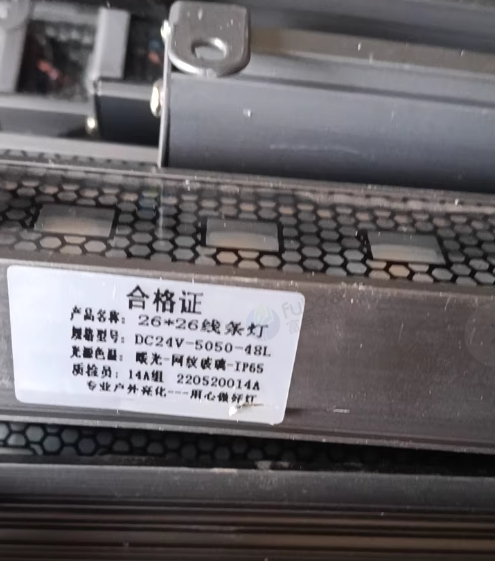 合格证
产品名称: 26*26线条灯
规格型号: DC24V-5050-48L
光源色温: 暖光-网纹玻璃-IP65
质检员: 14A组 220520014A
专业户外亮化---用心做好灯